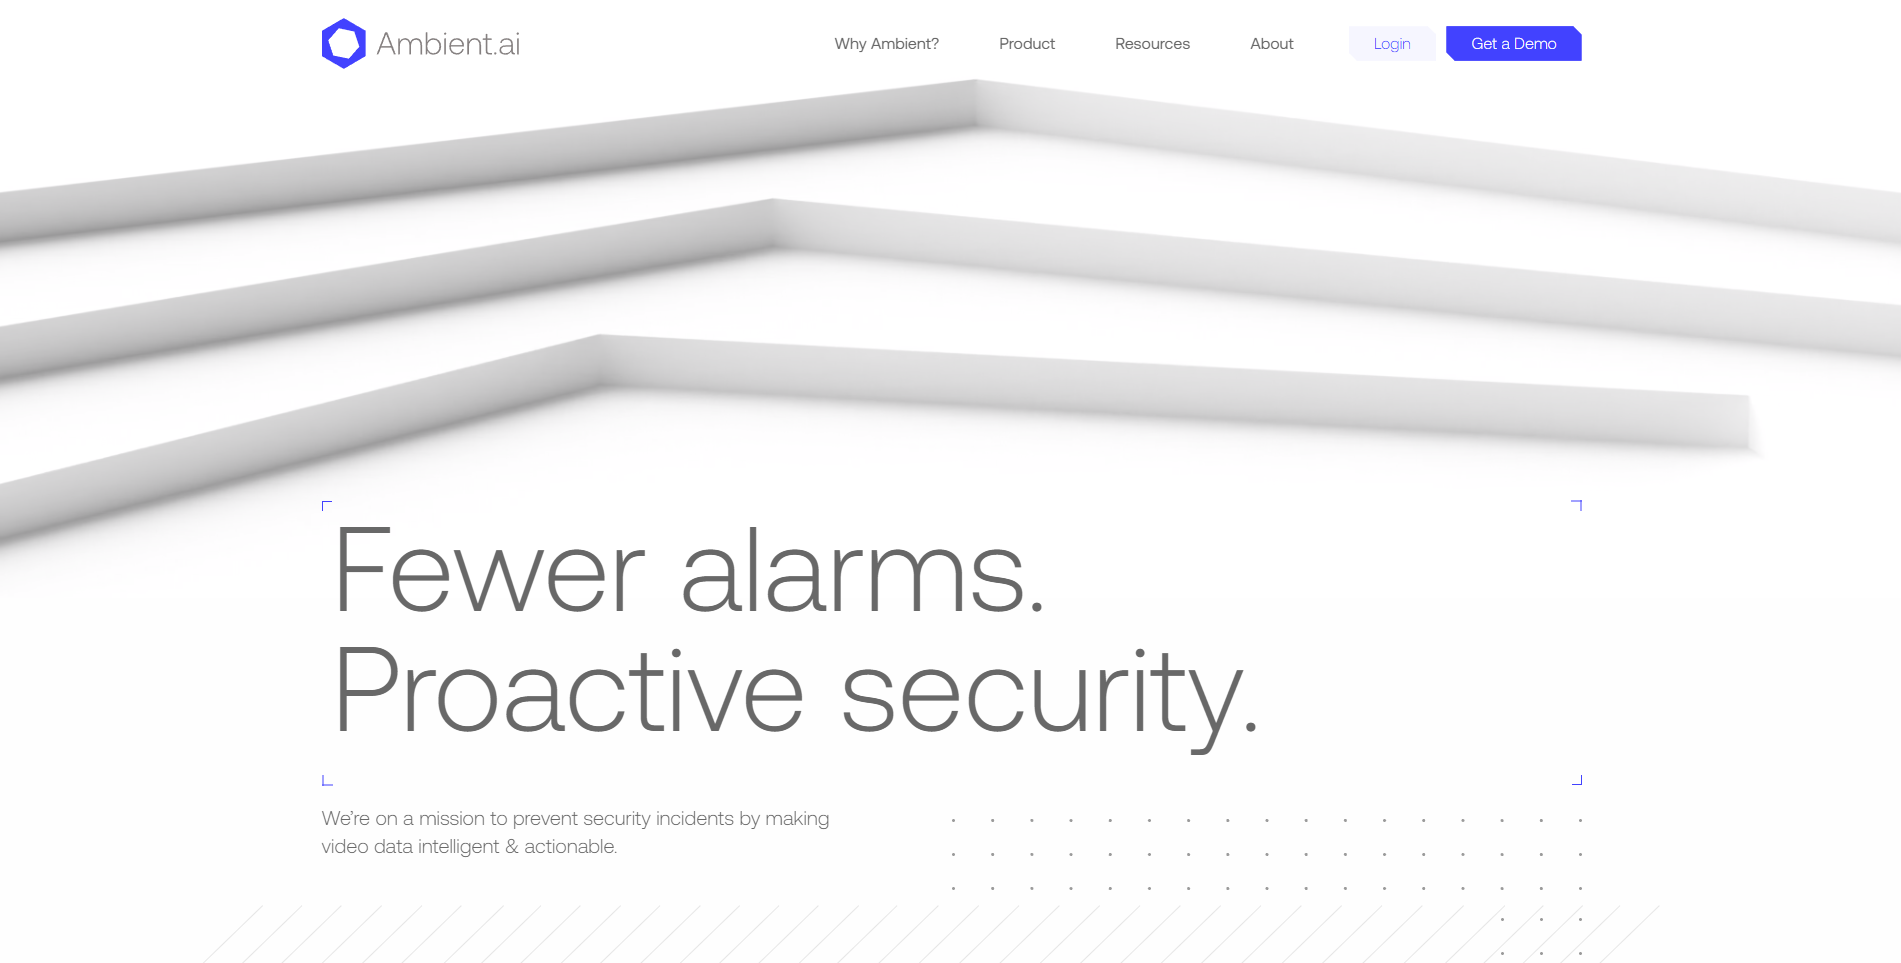 Ambient.ai
Why Ambient?
Product
Resources
About
Login
Get a Demo
Fewer alarms.
Proactive security.
We’re on a mission to prevent security incidents by making
video data intelligent & actionable.